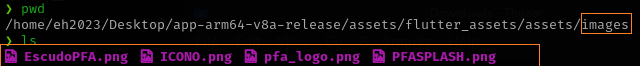 ❯ pwd
/home/eh2023/Desktop/app-arm64-v8a-release/assets/flutter_assets/assets/images
❯ ls
EscudoPFA.png ICONO.png pfa_logo.png PFASPLASH.png